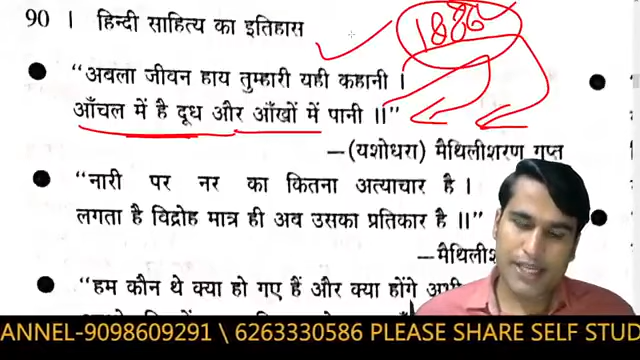 90 । हिन्दी साहित्य का इतिहास
1886
“अबला जीवन हाय तुम्हारी यही कहानी ।
आँचल में है दूध और आँखों में पानी ।।”
—(यशोधरा) मैथिलीशरण गुप्त
“नारी पर नर का कितना अत्याचार है ।
लगता है विद्रोह मात्र ही अब उसका प्रतिकार है ।।”
“हम कौन थे क्या हो गए हैं और क्या होंगे अभी
ANNEL-9098609291 \ 6263330586 PLEASE SHARE SELF STUD